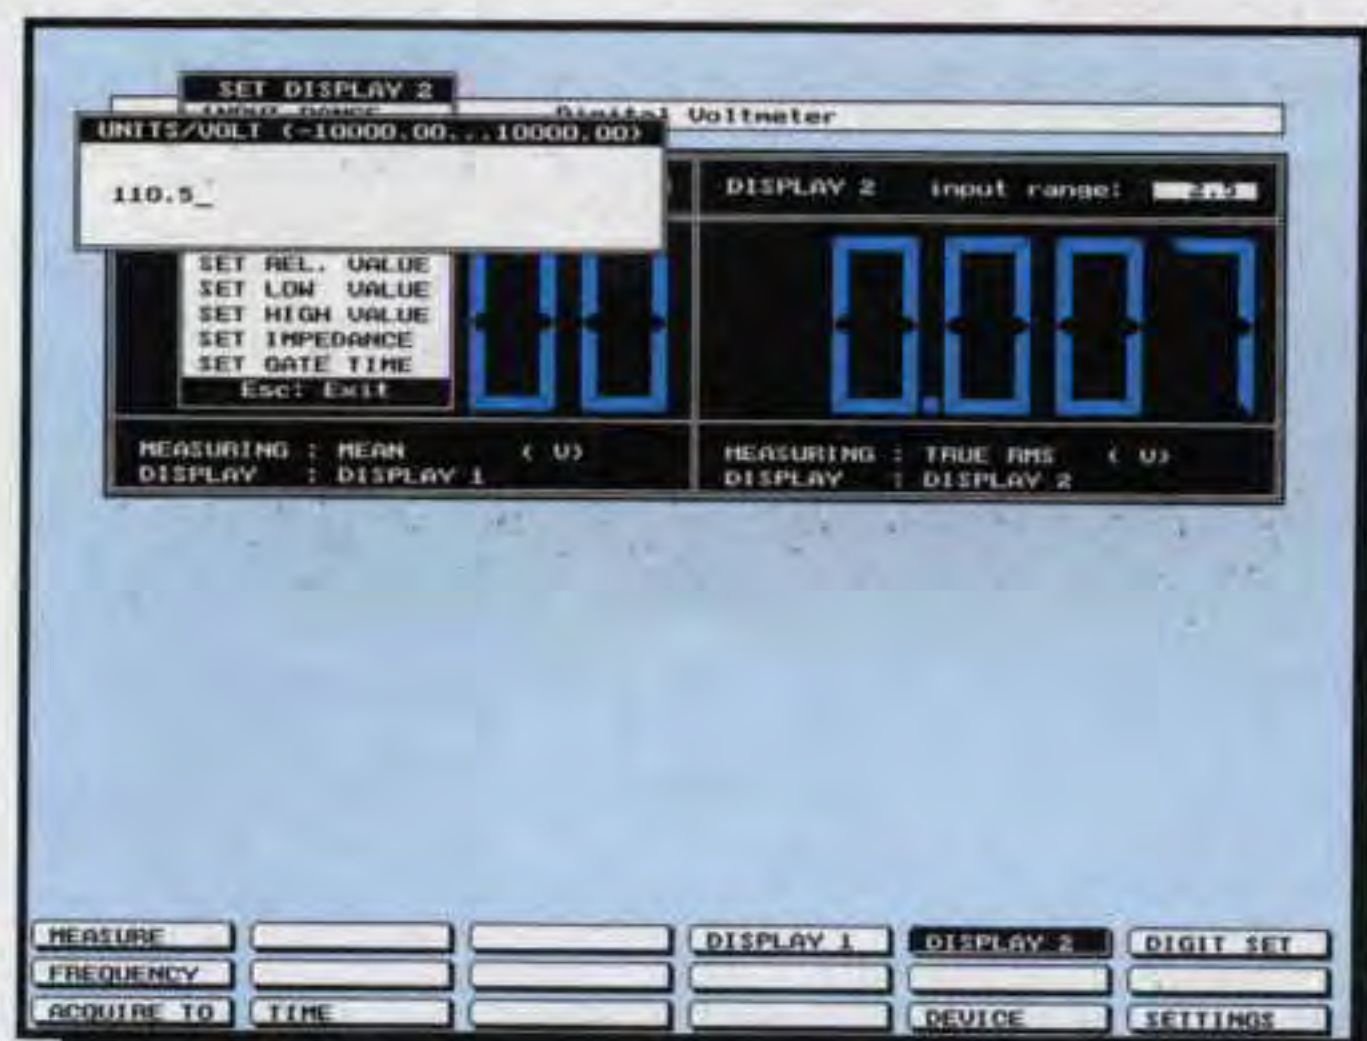 SET DISPLAY 2
Digital Voltmeter
UNITS/VOLT (-10000.00...10000.00)
110.5_
DISPLAY 2 input range:
SET REL. VALUE
SET LOW VALUE
SET HIGH VALUE
SET IMPEDANCE
SET GATE TIME
Esc: Exit
00
0.007
MEASURING : MEAN ( V)
DISPLAY : DISPLAY 1
MEASURING : TRUE RMS ( V)
DISPLAY : DISPLAY 2
MEASURE
DISPLAY 1
DISPLAY 2
DIGIT SET
FREQUENCY
ACQUIRE TO
TIME
DEVICE
SETTINGS